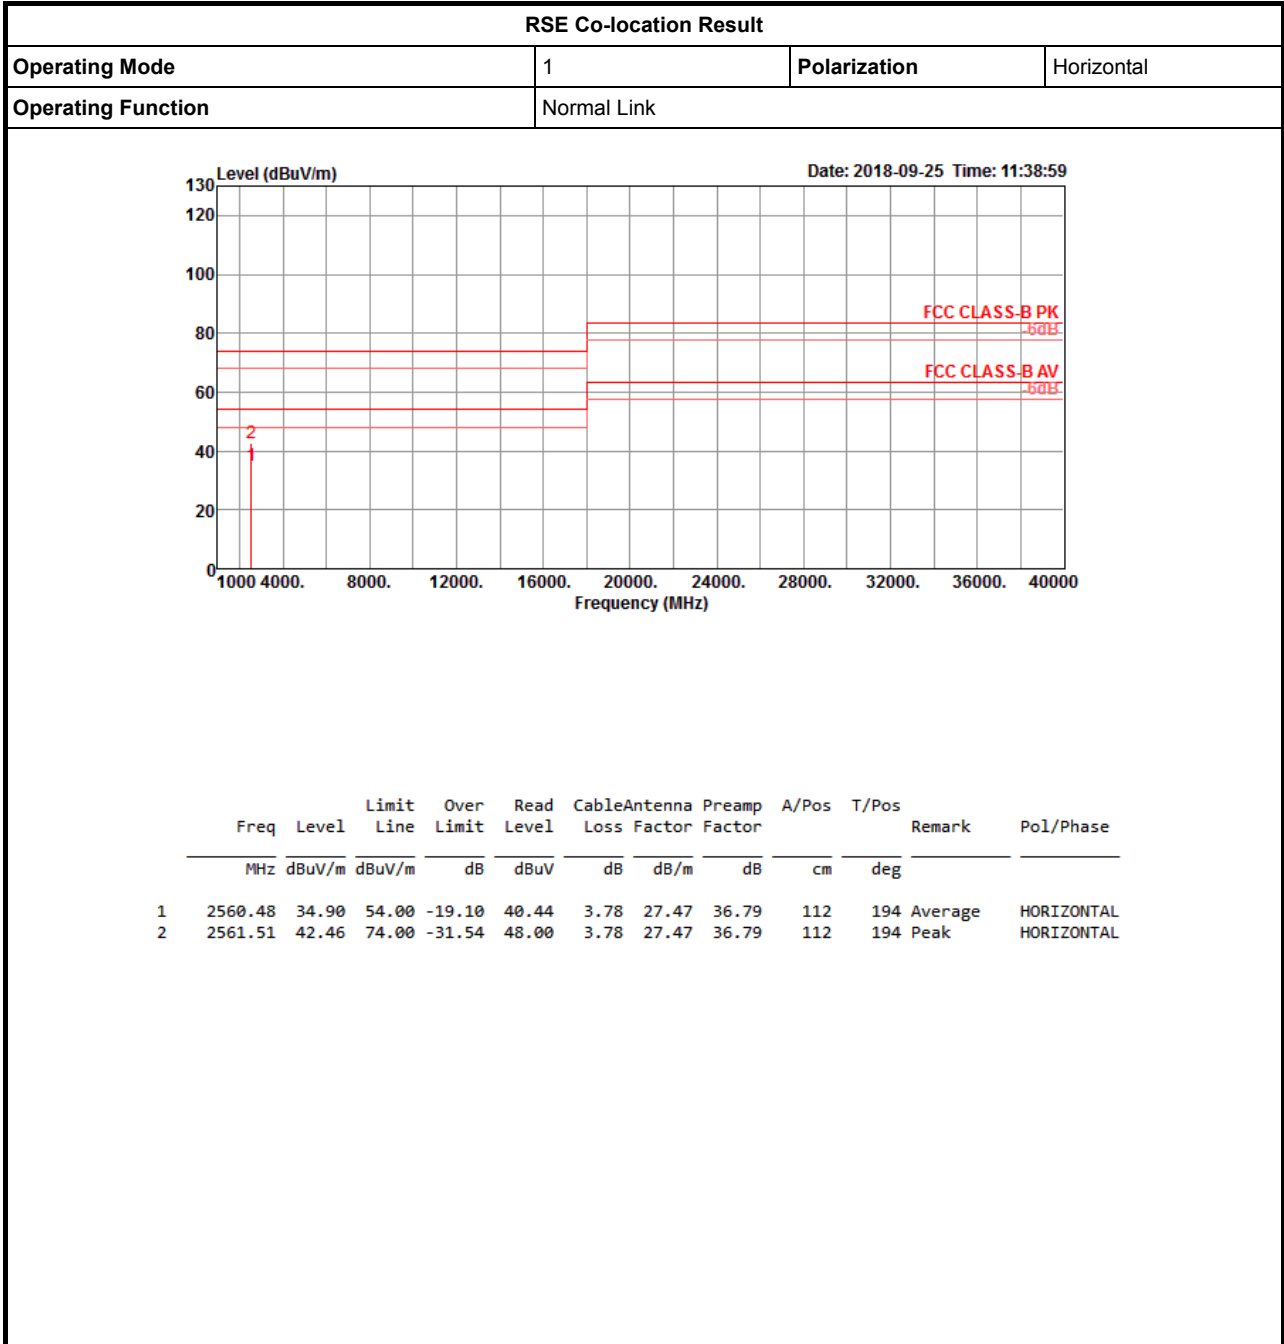 RSE Co-location Result
Operating Mode 1 Polarization Horizontal
Operating Function Normal Link
Level (dBuV/m) Date: 2018-09-25 Time: 11:38:59
130
120
100
FCC CLASS-B PK
80 -6dB
FCC CLASS-B AV
60 -6dB
2
40 1
20
0
1000 4000. 8000. 12000. 16000. 20000. 24000. 28000. 32000. 36000. 40000
Frequency (MHz)
Limit Over Read CableAntenna Preamp A/Pos T/Pos
Freq Level Line Limit Level Loss Factor Factor Remark Pol/Phase
MHz dBuV/m dBuV/m dB dBuV dB dB/m dB cm deg
1 2560.48 34.90 54.00 -19.10 40.44 3.78 27.47 36.79 112 194 Average HORIZONTAL
2 2561.51 42.46 74.00 -31.54 48.00 3.78 27.47 36.79 112 194 Peak HORIZONTAL